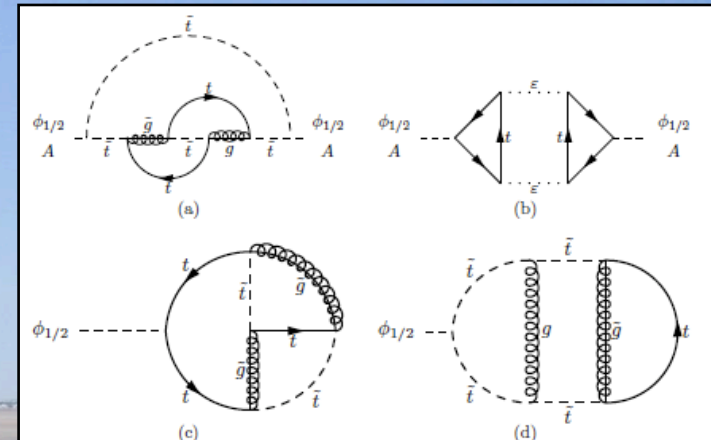 t̃
t
ϕ₁/₂ g̃ ϕ₁/₂
A t̃ t̃ g t̃ A
t
(a)
ε
ϕ₁/₂ t t ϕ₁/₂
A A
ε
(b)
t
g̃
t̃
ϕ₁/₂ t
g̃
t t̃
(c)
t̃
t̃
ϕ₁/₂ g g̃ t
t̃
t̃
(d)